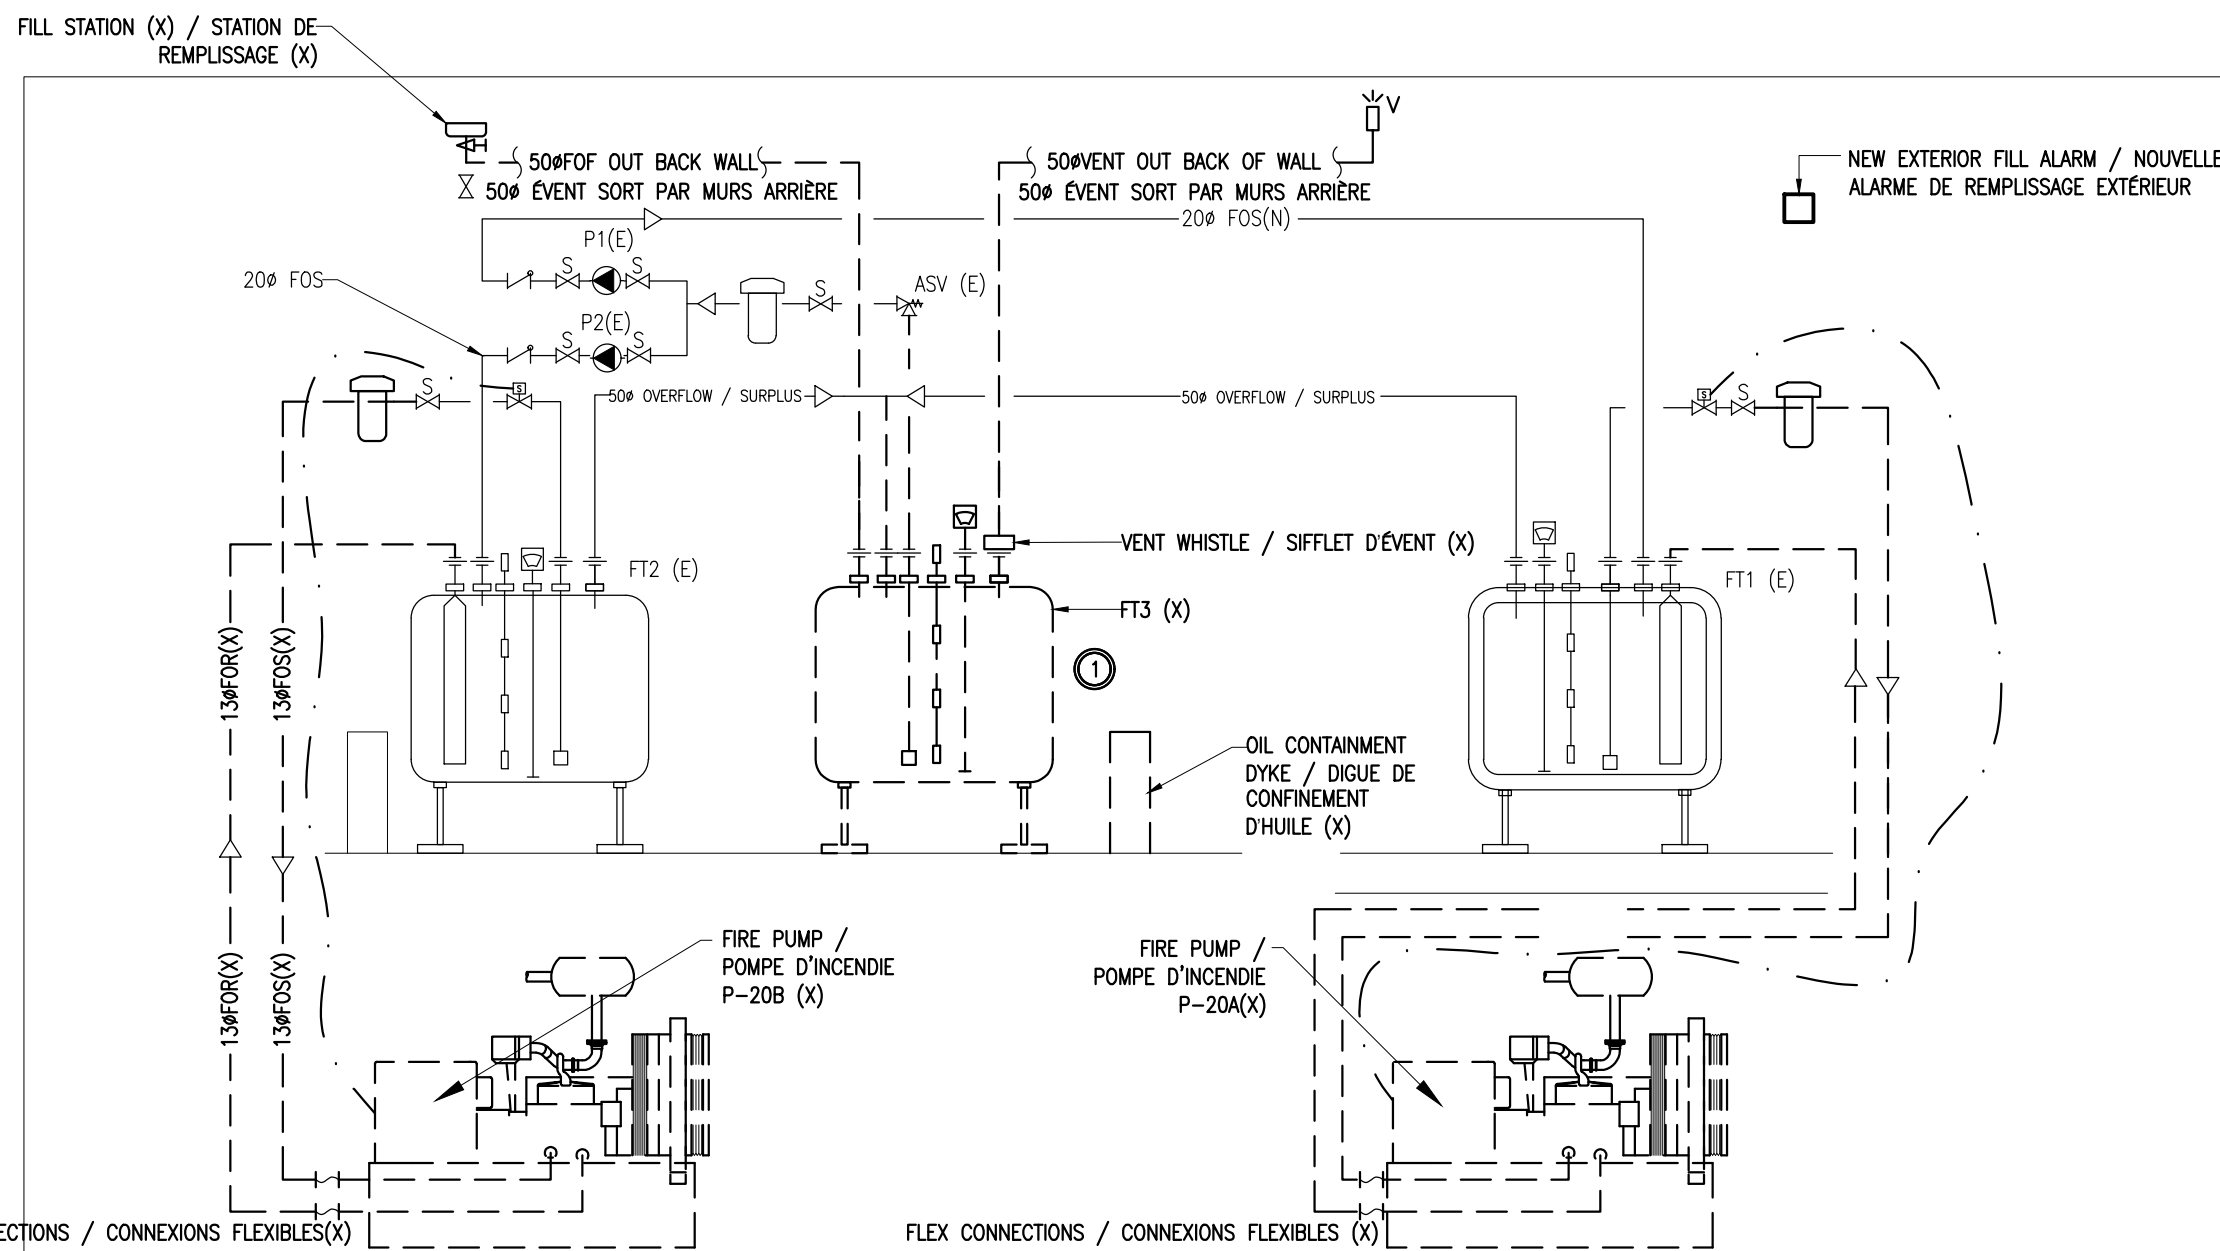 FILL STATION (X) / STATION DE
REMPLISSAGE (X)
V
50øFOF OUT BACK WALL
50ø ÉVENT SORT PAR MURS ARRIÈRE
50øVENT OUT BACK OF WALL
50ø ÉVENT SORT PAR MURS ARRIÈRE
NEW EXTERIOR FILL ALARM / NOUVELLE
ALARME DE REMPLISSAGE EXTÉRIEUR
20ø FOS(N)
P1(E)
S
S
20ø FOS
S
ASV (E)
P2(E)
S
S
S
S
50ø OVERFLOW / SURPLUS
50ø OVERFLOW / SURPLUS
S
S
VENT WHISTLE / SIFFLET D'ÉVENT (X)
FT2 (E)
FT1 (E)
FT3 (X)
1
13øFOR(X)
13øFOS(X)
OIL CONTAINMENT
DYKE / DIGUE DE
CONFINEMENT
D'HUILE (X)
13øFOR(X)
13øFOS(X)
FIRE PUMP /
POMPE D'INCENDIE
P-20B (X)
FIRE PUMP /
POMPE D'INCENDIE
P-20A(X)
ECTIONS / CONNEXIONS FLEXIBLES(X)
FLEX CONNECTIONS / CONNEXIONS FLEXIBLES (X)